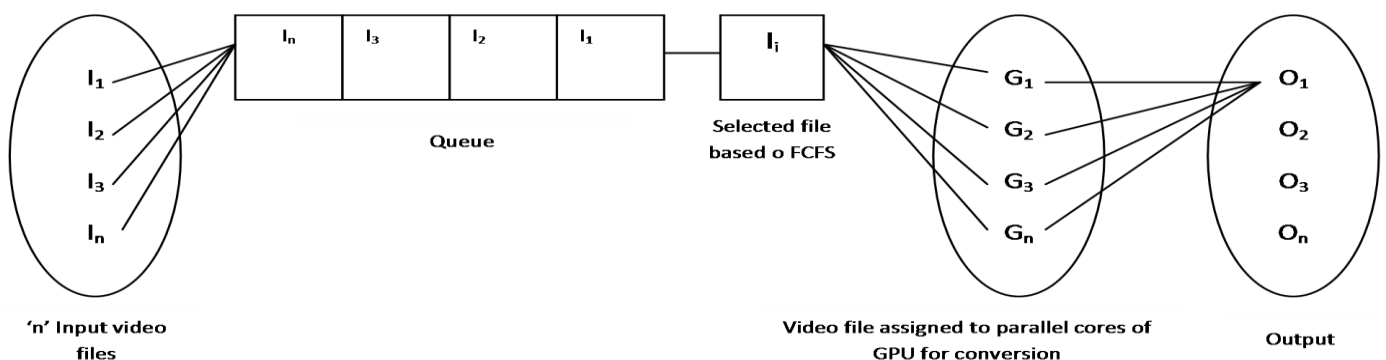 I₁
I₂
I₃
Iₙ
‘n’ Input video
files
Iₙ I₃ I₂ I₁
Queue
Iᵢ
Selected file
based o FCFS
G₁
G₂
G₃
Gₙ
Video file assigned to parallel cores of
GPU for conversion
O₁
O₂
O₃
Oₙ
Output